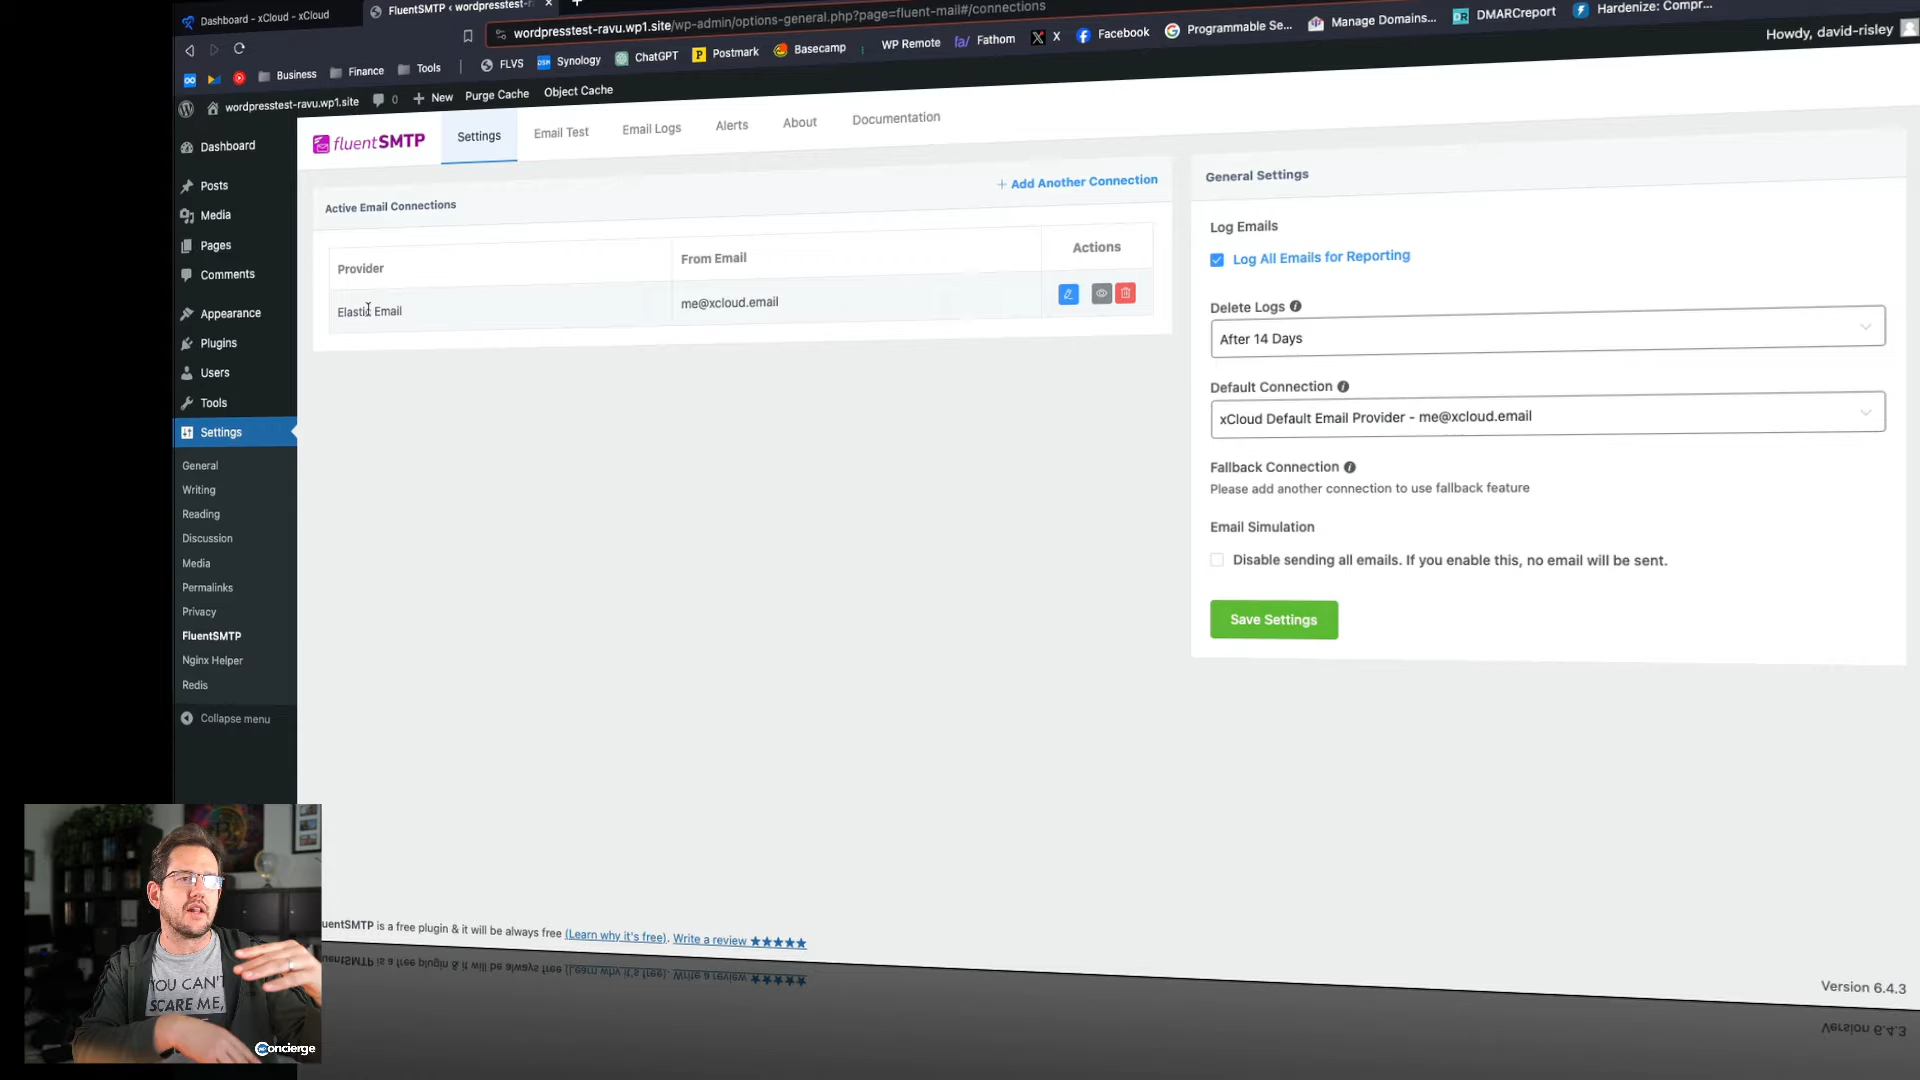 Dashboard - xCloud - xCloud
FluentSMTP ‹ wordpresstest-r
wordpresstest-ravu.wp1.site/wp-admin/options-general.php?page=fluent-mail#/connections
Business
Finance
Tools
FLVS
Synology
ChatGPT
Postmark
Basecamp
WP Remote
Fathom
X
Facebook
Programmable Se...
Manage Domains...
DMARCreport
Hardenize: Compr...
wordpresstest-ravu.wp1.site
0
New
Purge Cache
Object Cache
Howdy, david-risley
Dashboard
Posts
Media
Pages
Comments
Appearance
Plugins
Users
Tools
Settings
General
Writing
Reading
Discussion
Media
Permalinks
Privacy
FluentSMTP
Nginx Helper
Redis
Collapse menu
fluentSMTP
Settings
Email Test
Email Logs
Alerts
About
Documentation
Active Email Connections
Add Another Connection
Provider
From Email
Actions
Elastic Email
me@xcloud.email
General Settings
Log Emails
Log All Emails for Reporting
Delete Logs
After 14 Days
Default Connection
xCloud Default Email Provider - me@xcloud.email
Fallback Connection
Please add another connection to use fallback feature
Email Simulation
Disable sending all emails. If you enable this, no email will be sent.
Save Settings
uentSMTP is a free plugin & it will be always free (Learn why it's free). Write a review ★★★★★
Version 6.4.3
YOU CAN'T
SCARE ME,
oncierge